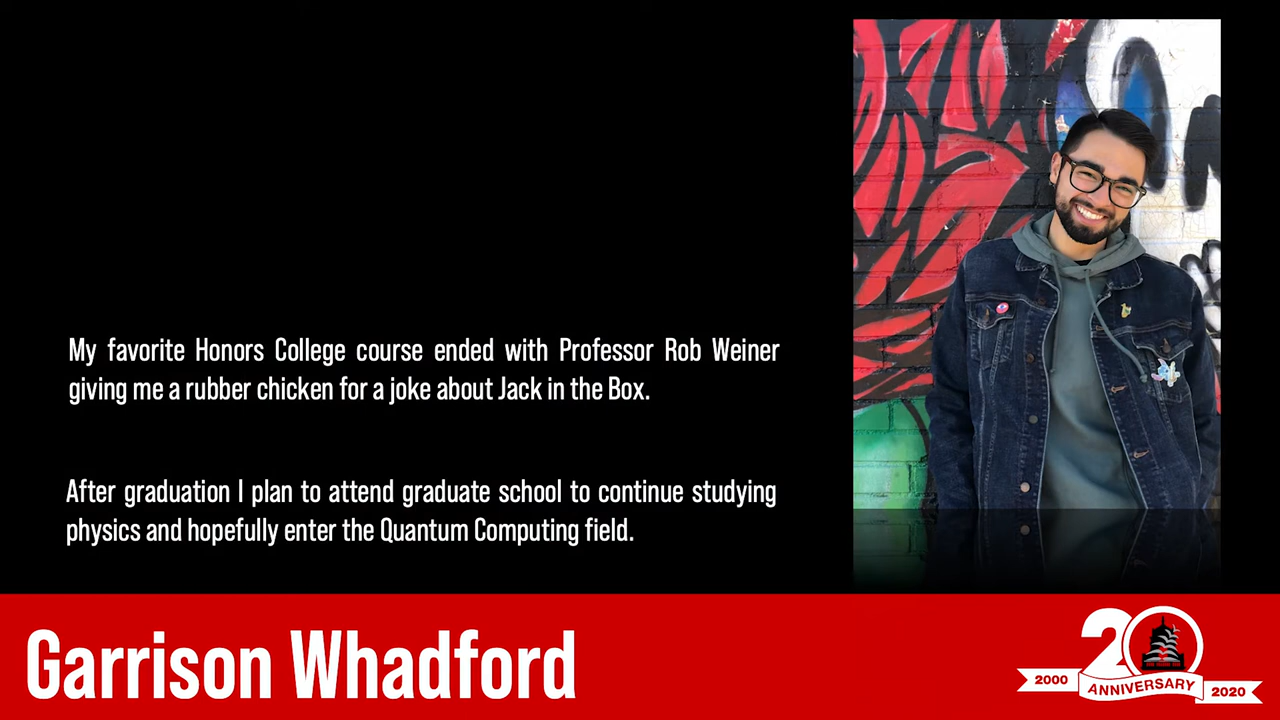 My favorite Honors College course ended with Professor Rob Weiner
giving me a rubber chicken for a joke about Jack in the Box.
After graduation I plan to attend graduate school to continue studying
physics and hopefully enter the Quantum Computing field.
Garrison Whadford
20
2000 ANNIVERSARY 2020